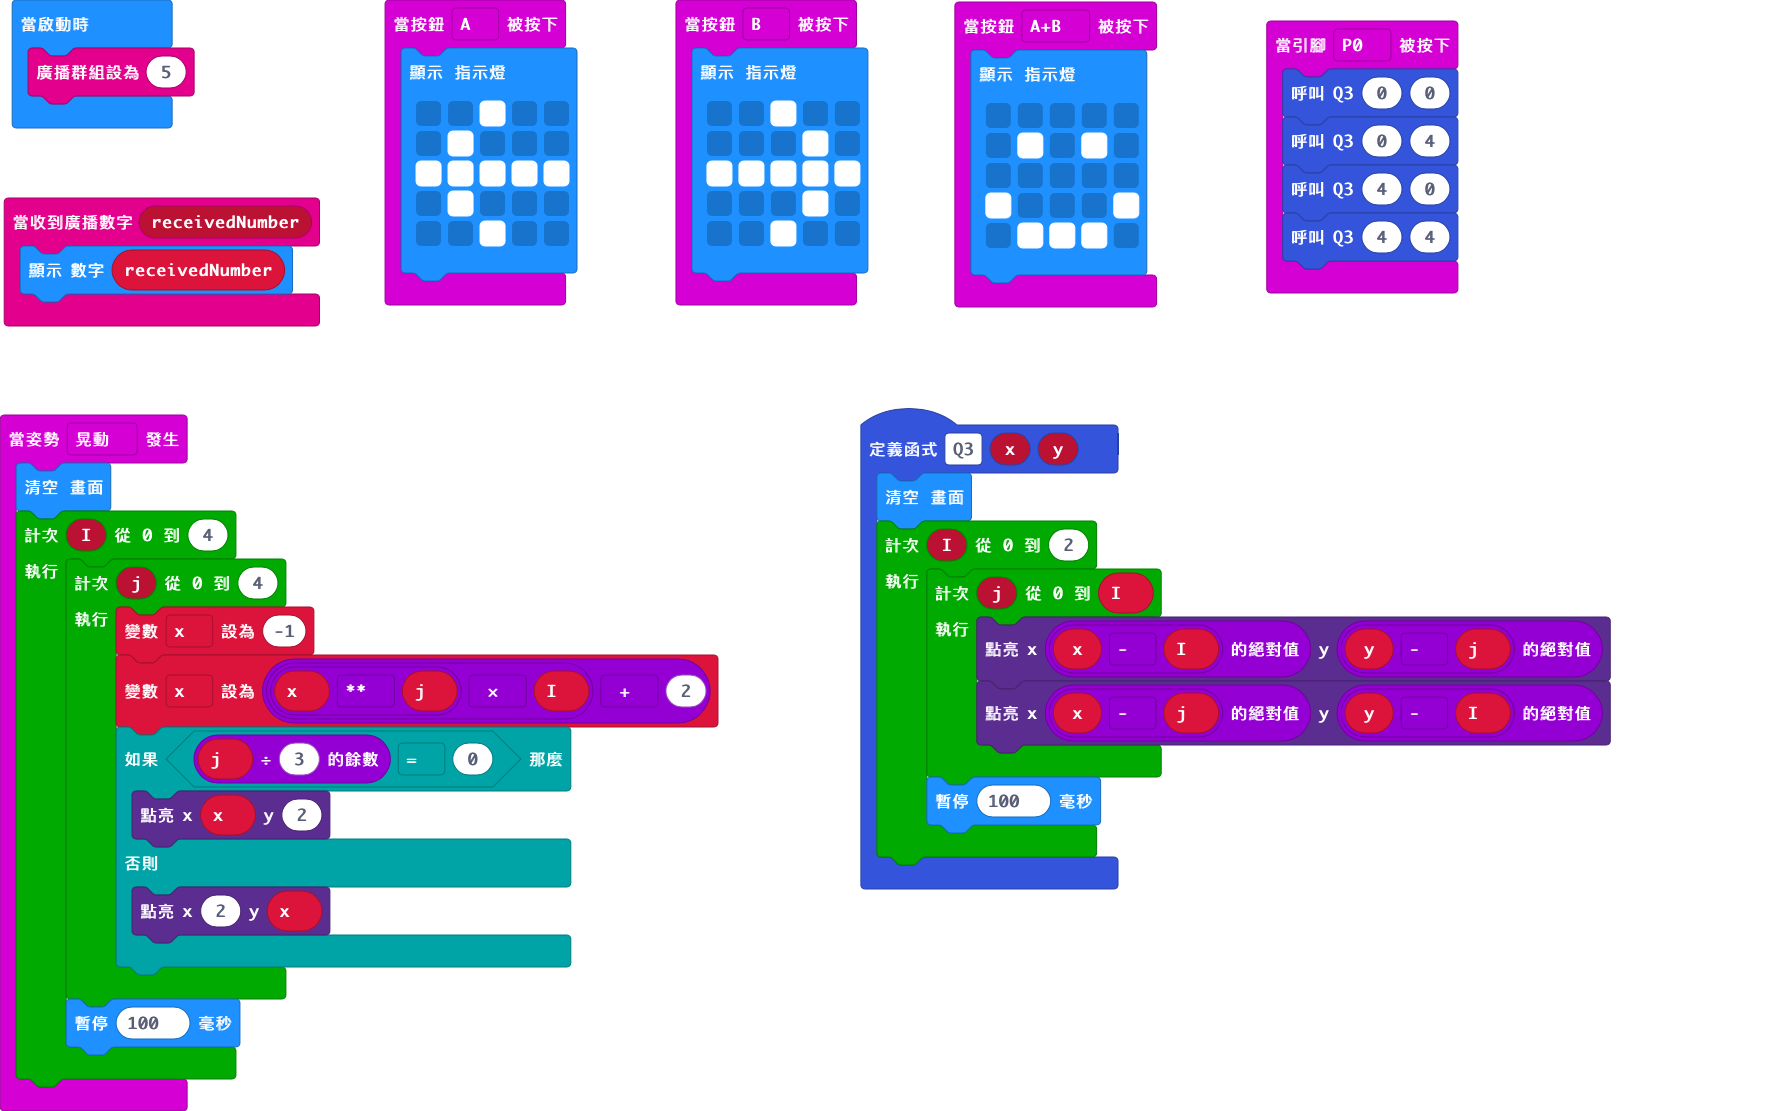 當啟動時
廣播群組設為 5
當收到廣播數字 receivedNumber
顯示 數字 receivedNumber
當按鈕 A 被按下
顯示 指示燈
當按鈕 B 被按下
顯示 指示燈
當按鈕 A+B 被按下
顯示 指示燈
當引腳 P0 被按下
呼叫 Q3 0 0
呼叫 Q3 0 4
呼叫 Q3 4 0
呼叫 Q3 4 4
當姿勢 晃動 發生
清空 畫面
計次 I 從 0 到 4
執行
計次 j 從 0 到 4
執行
變數 x 設為 -1
變數 x 設為 x ** j × I + 2
如果 j ÷ 3 的餘數 = 0 那麼
點亮 x x y 2
否則
點亮 x 2 y x
暫停 100 毫秒
定義函式 Q3 x y
清空 畫面
計次 I 從 0 到 2
執行
計次 j 從 0 到 I
執行
點亮 x x - I 的絕對值 y y - j 的絕對值
點亮 x x - j 的絕對值 y y - I 的絕對值
暫停 100 毫秒